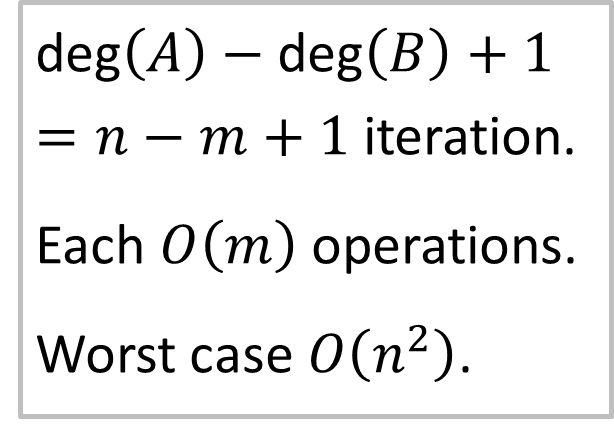 deg(A) − deg(B) + 1
= n − m + 1 iteration.
Each O(m) operations.
Worst case O(n²).